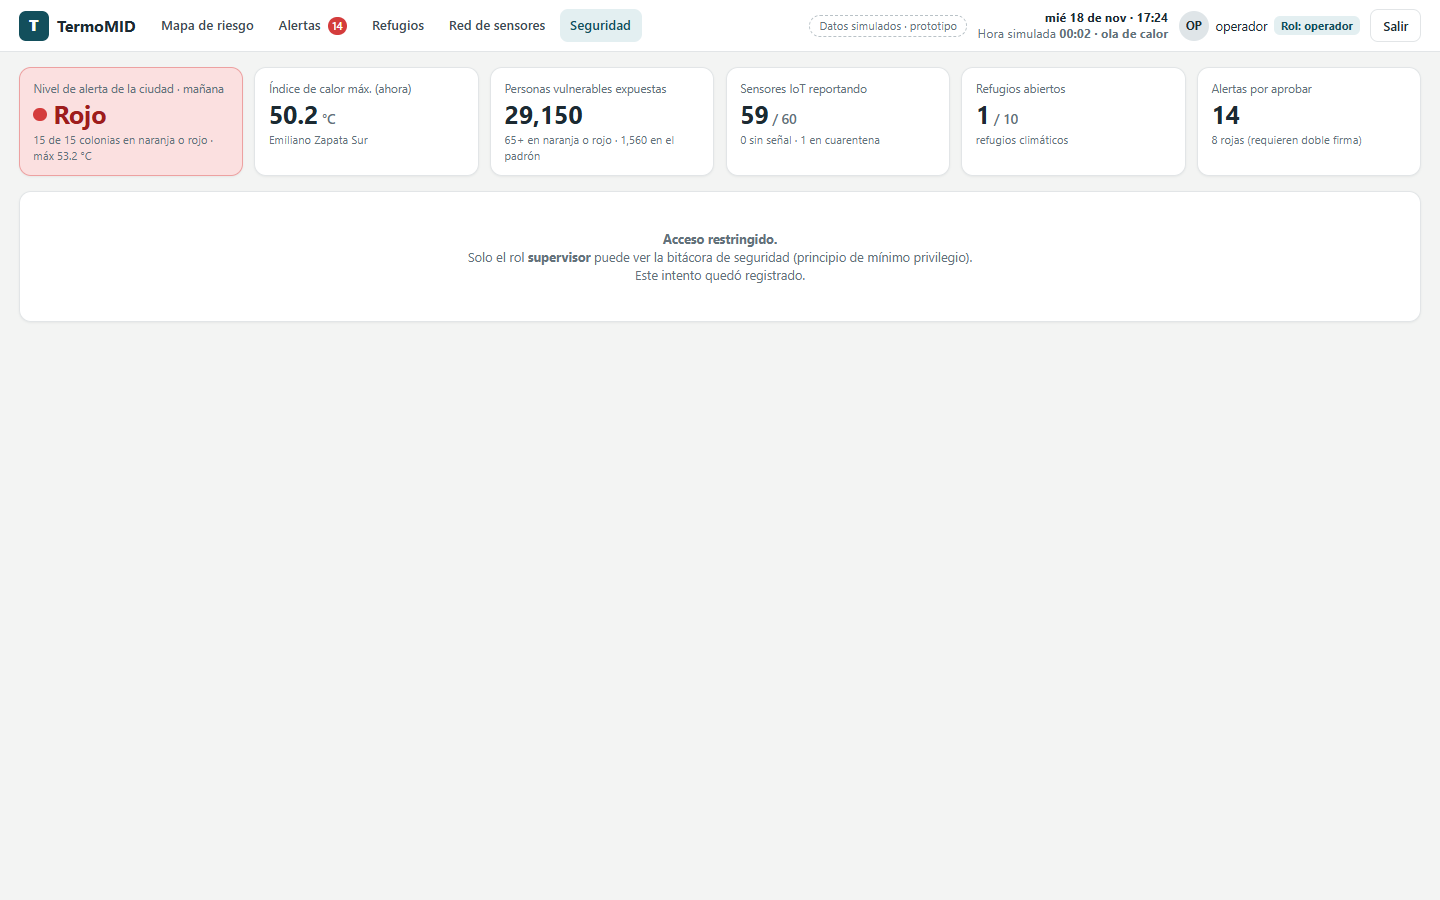 T TermoMID Mapa de riesgo Alertas 14 Refugios Red de sensores Seguridad
Datos simulados · prototipo
mié 18 de nov · 17:24
Hora simulada 00:02 · ola de calor
OP operador Rol: operador Salir
Nivel de alerta de la ciudad · mañana
Rojo
15 de 15 colonias en naranja o rojo ·
máx 53.2 °C
Índice de calor máx. (ahora)
50.2 °C
Emiliano Zapata Sur
Personas vulnerables expuestas
29,150
65+ en naranja o rojo · 1,560 en el
padrón
Sensores IoT reportando
59 / 60
0 sin señal · 1 en cuarentena
Refugios abiertos
1 / 10
refugios climáticos
Alertas por aprobar
14
8 rojas (requieren doble firma)
Acceso restringido.
Solo el rol supervisor puede ver la bitácora de seguridad (principio de mínimo privilegio).
Este intento quedó registrado.